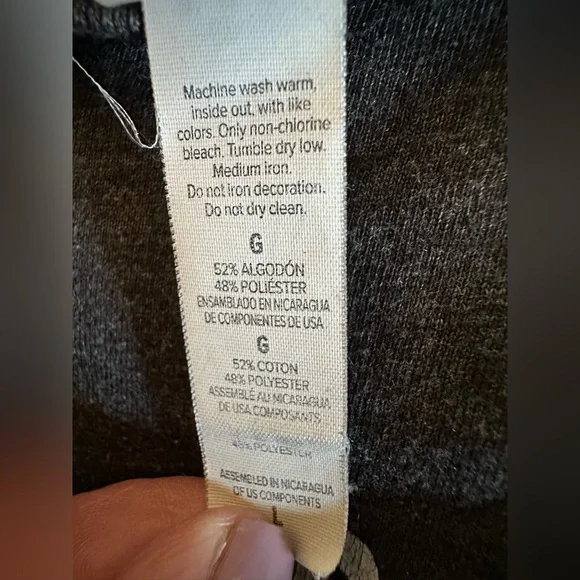 Machine wash warm,
inside out, with like
colors. Only non-chlorine
bleach. Tumble dry low.
Medium iron.
Do not iron decoration.
Do not dry clean.
G
52% ALGODÓN
48% POLIÉSTER
ENSAMBLADO EN NICARAGUA
DE COMPONENTES DE USA
G
52% COTON
48% POLYESTER
ASSEMBLÉ AU NICARAGUA
DE USA COMPOSANTS
48% POLYESTER
ASSEMBLED IN NICARAGUA
OF US COMPONENTS
L